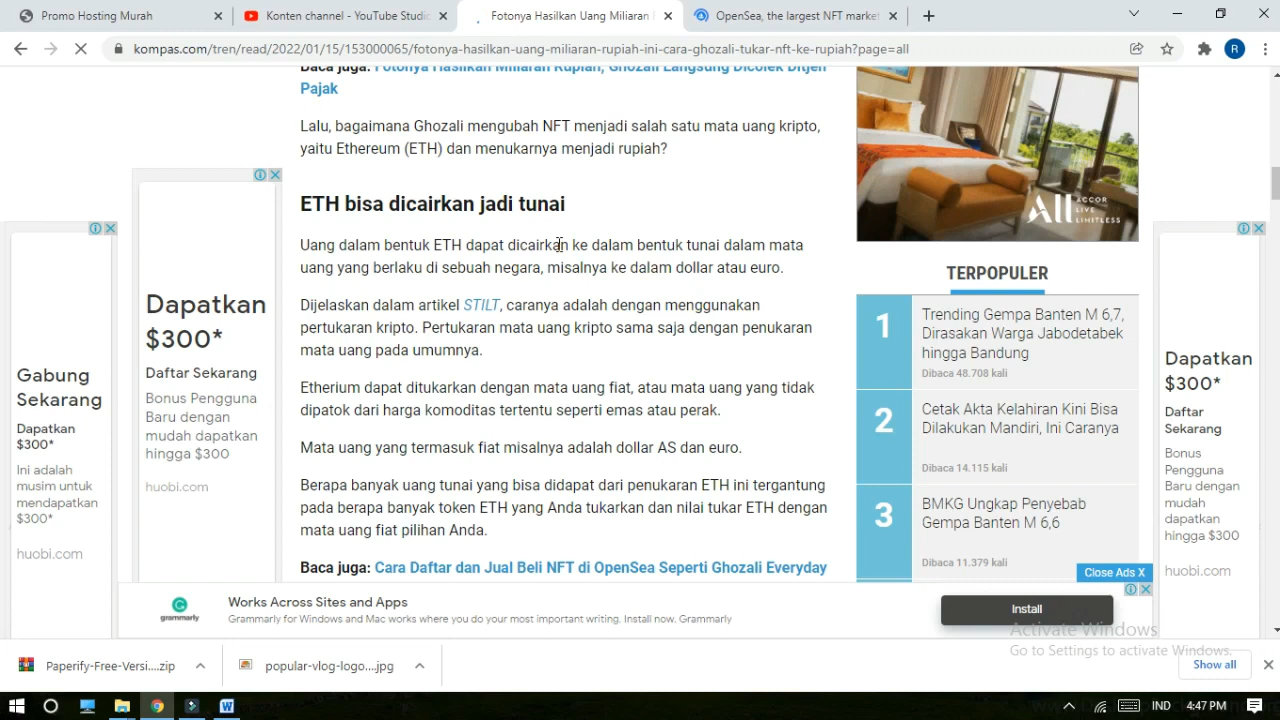 Promo Hosting Murah
Konten channel - YouTube Studio
Fotonya Hasilkan Uang Miliaran
OpenSea, the largest NFT market
kompas.com/tren/read/2022/01/15/153000065/fotonya-hasilkan-uang-miliaran-rupiah-ini-cara-ghozali-tukar-nft-ke-rupiah?page=all
R
Baca juga: Fotonya Hasilkan Miliaran Rupiah, Ghozali Langsung Dicolek Ditjen
Pajak
Lalu, bagaimana Ghozali mengubah NFT menjadi salah satu mata uang kripto,
yaitu Ethereum (ETH) dan menukarnya menjadi rupiah?
ETH bisa dicairkan jadi tunai
Uang dalam bentuk ETH dapat dicairkan ke dalam bentuk tunai dalam mata
uang yang berlaku di sebuah negara, misalnya ke dalam dollar atau euro.
Dijelaskan dalam artikel STILT, caranya adalah dengan menggunakan
pertukaran kripto. Pertukaran mata uang kripto sama saja dengan penukaran
mata uang pada umumnya.
Etherium dapat ditukarkan dengan mata uang fiat, atau mata uang yang tidak
dipatok dari harga komoditas tertentu seperti emas atau perak.
Mata uang yang termasuk fiat misalnya adalah dollar AS dan euro.
Berapa banyak uang tunai yang bisa didapat dari penukaran ETH ini tergantung
pada berapa banyak token ETH yang Anda tukarkan dan nilai tukar ETH dengan
mata uang fiat pilihan Anda.
Baca juga: Cara Daftar dan Jual Beli NFT di OpenSea Seperti Ghozali Everyday
Gabung
Sekarang
Dapatkan
$300*
Ini adalah
musim untuk
mendapatkan
$300*
huobi.com
Dapatkan
$300*
Daftar Sekarang
Bonus Pengguna
Baru dengan
mudah dapatkan
hingga $300
huobi.com
ALL ACCOR
LIVE
LIMITLESS
TERPOPULER
1
Trending Gempa Banten M 6,7,
Dirasakan Warga Jabodetabek
hingga Bandung
Dibaca 48.708 kali
2
Cetak Akta Kelahiran Kini Bisa
Dilakukan Mandiri, Ini Caranya
Dibaca 14.115 kali
3
BMKG Ungkap Penyebab
Gempa Banten M 6,6
Dibaca 11.379 kali
Dapatkan
$300*
Daftar
Sekarang
Bonus
Pengguna
Baru
dengan
mudah
dapatkan
hingga $300
huobi.com
Close Ads X
grammarly
Works Across Sites and Apps
Grammarly for Windows and Mac works where you do your most important writing. Install now. Grammarly
Install
Activate Windows
Go to Settings to activate Windows.
Paperify-Free-Versi....zip
popular-vlog-logo....jpg
Show all
IND
4:47 PM